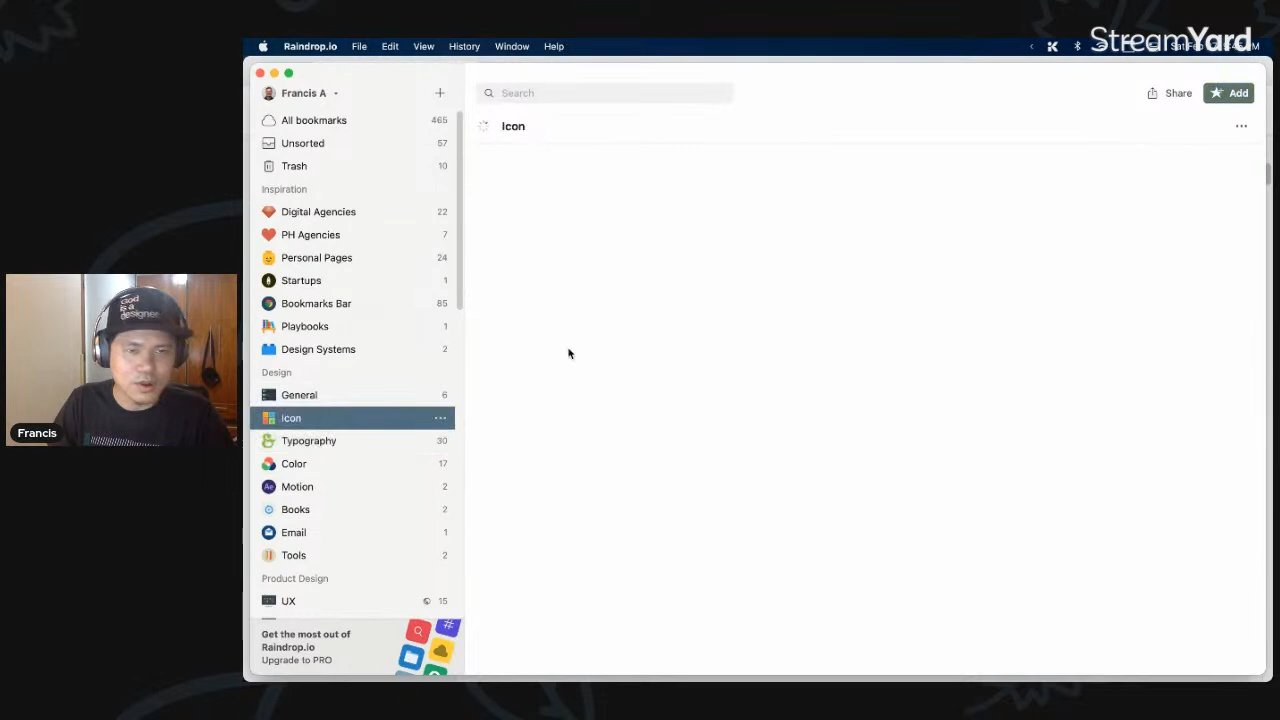 StreamYard
Raindrop.io File Edit View History Window Help
Francis A
Search
Share
Add
Icon
All bookmarks 465
Unsorted 57
Trash 10
Inspiration
Digital Agencies 22
PH Agencies 7
Personal Pages 24
Startups 1
Bookmarks Bar 85
Playbooks 1
Design Systems 2
Design
General 6
Icon
Typography 30
Color 17
Motion 2
Books 2
Email 1
Tools 2
Product Design
UX 15
Get the most out of
Raindrop.io
Upgrade to PRO
God
is a
designer
Francis